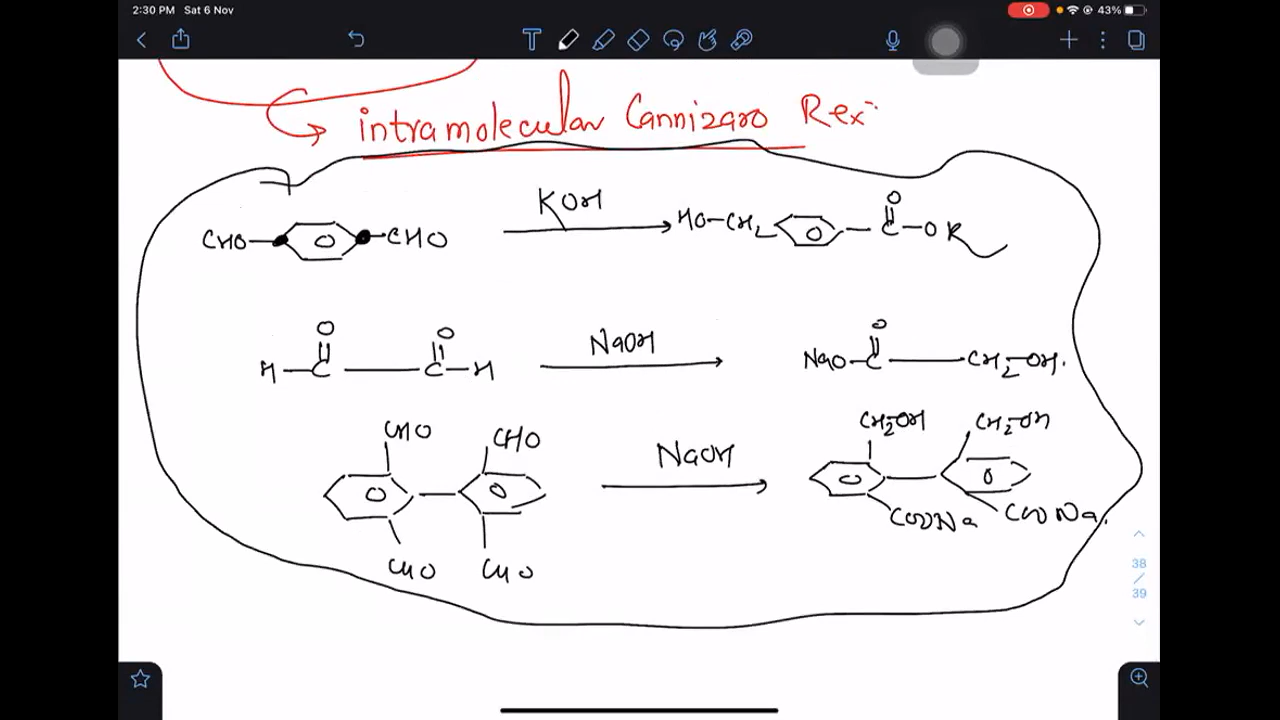 2:30 PM Sat 6 Nov
43%
intramolecular Cannizaro Rexⁿ
CHO CHO KOH HO-CH2 C-OK
O
O O NaOH O
H-C C-H NaO-C CH2-OH.
CHO CHO NaOH CH2OH CH2-OH
CHO CHO COONa COONa.
38
/
39